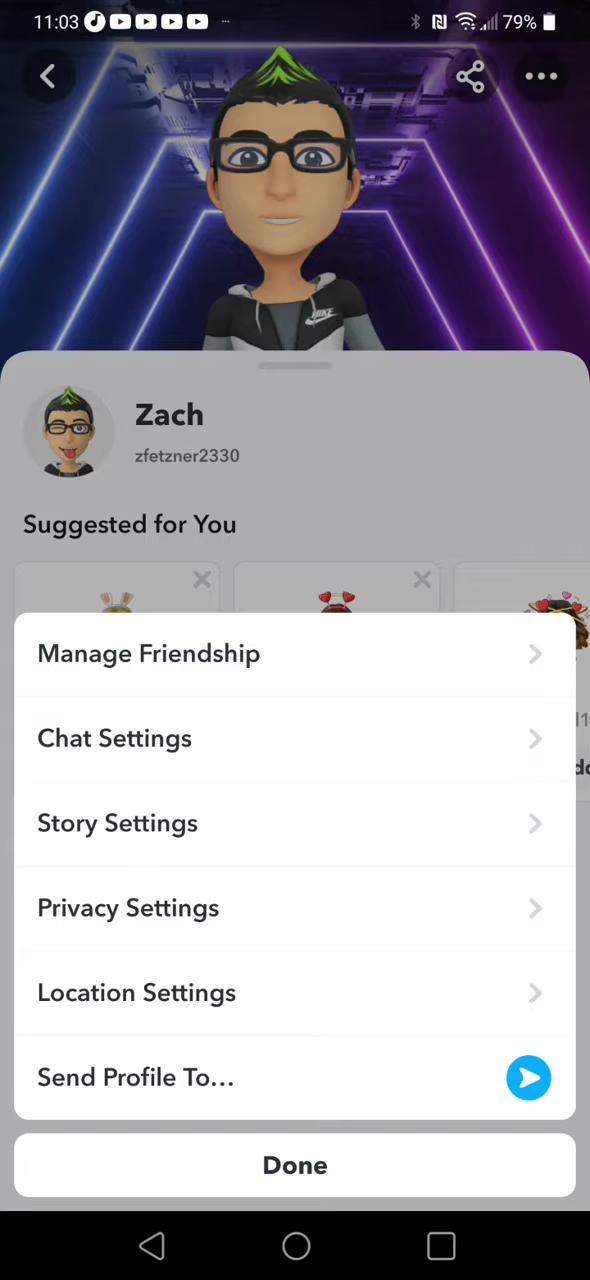 11:03
79%
NIKE
Zach
zfetzner2330
Suggested for You
Manage Friendship
Chat Settings
Story Settings
Privacy Settings
Location Settings
Send Profile To...
Done